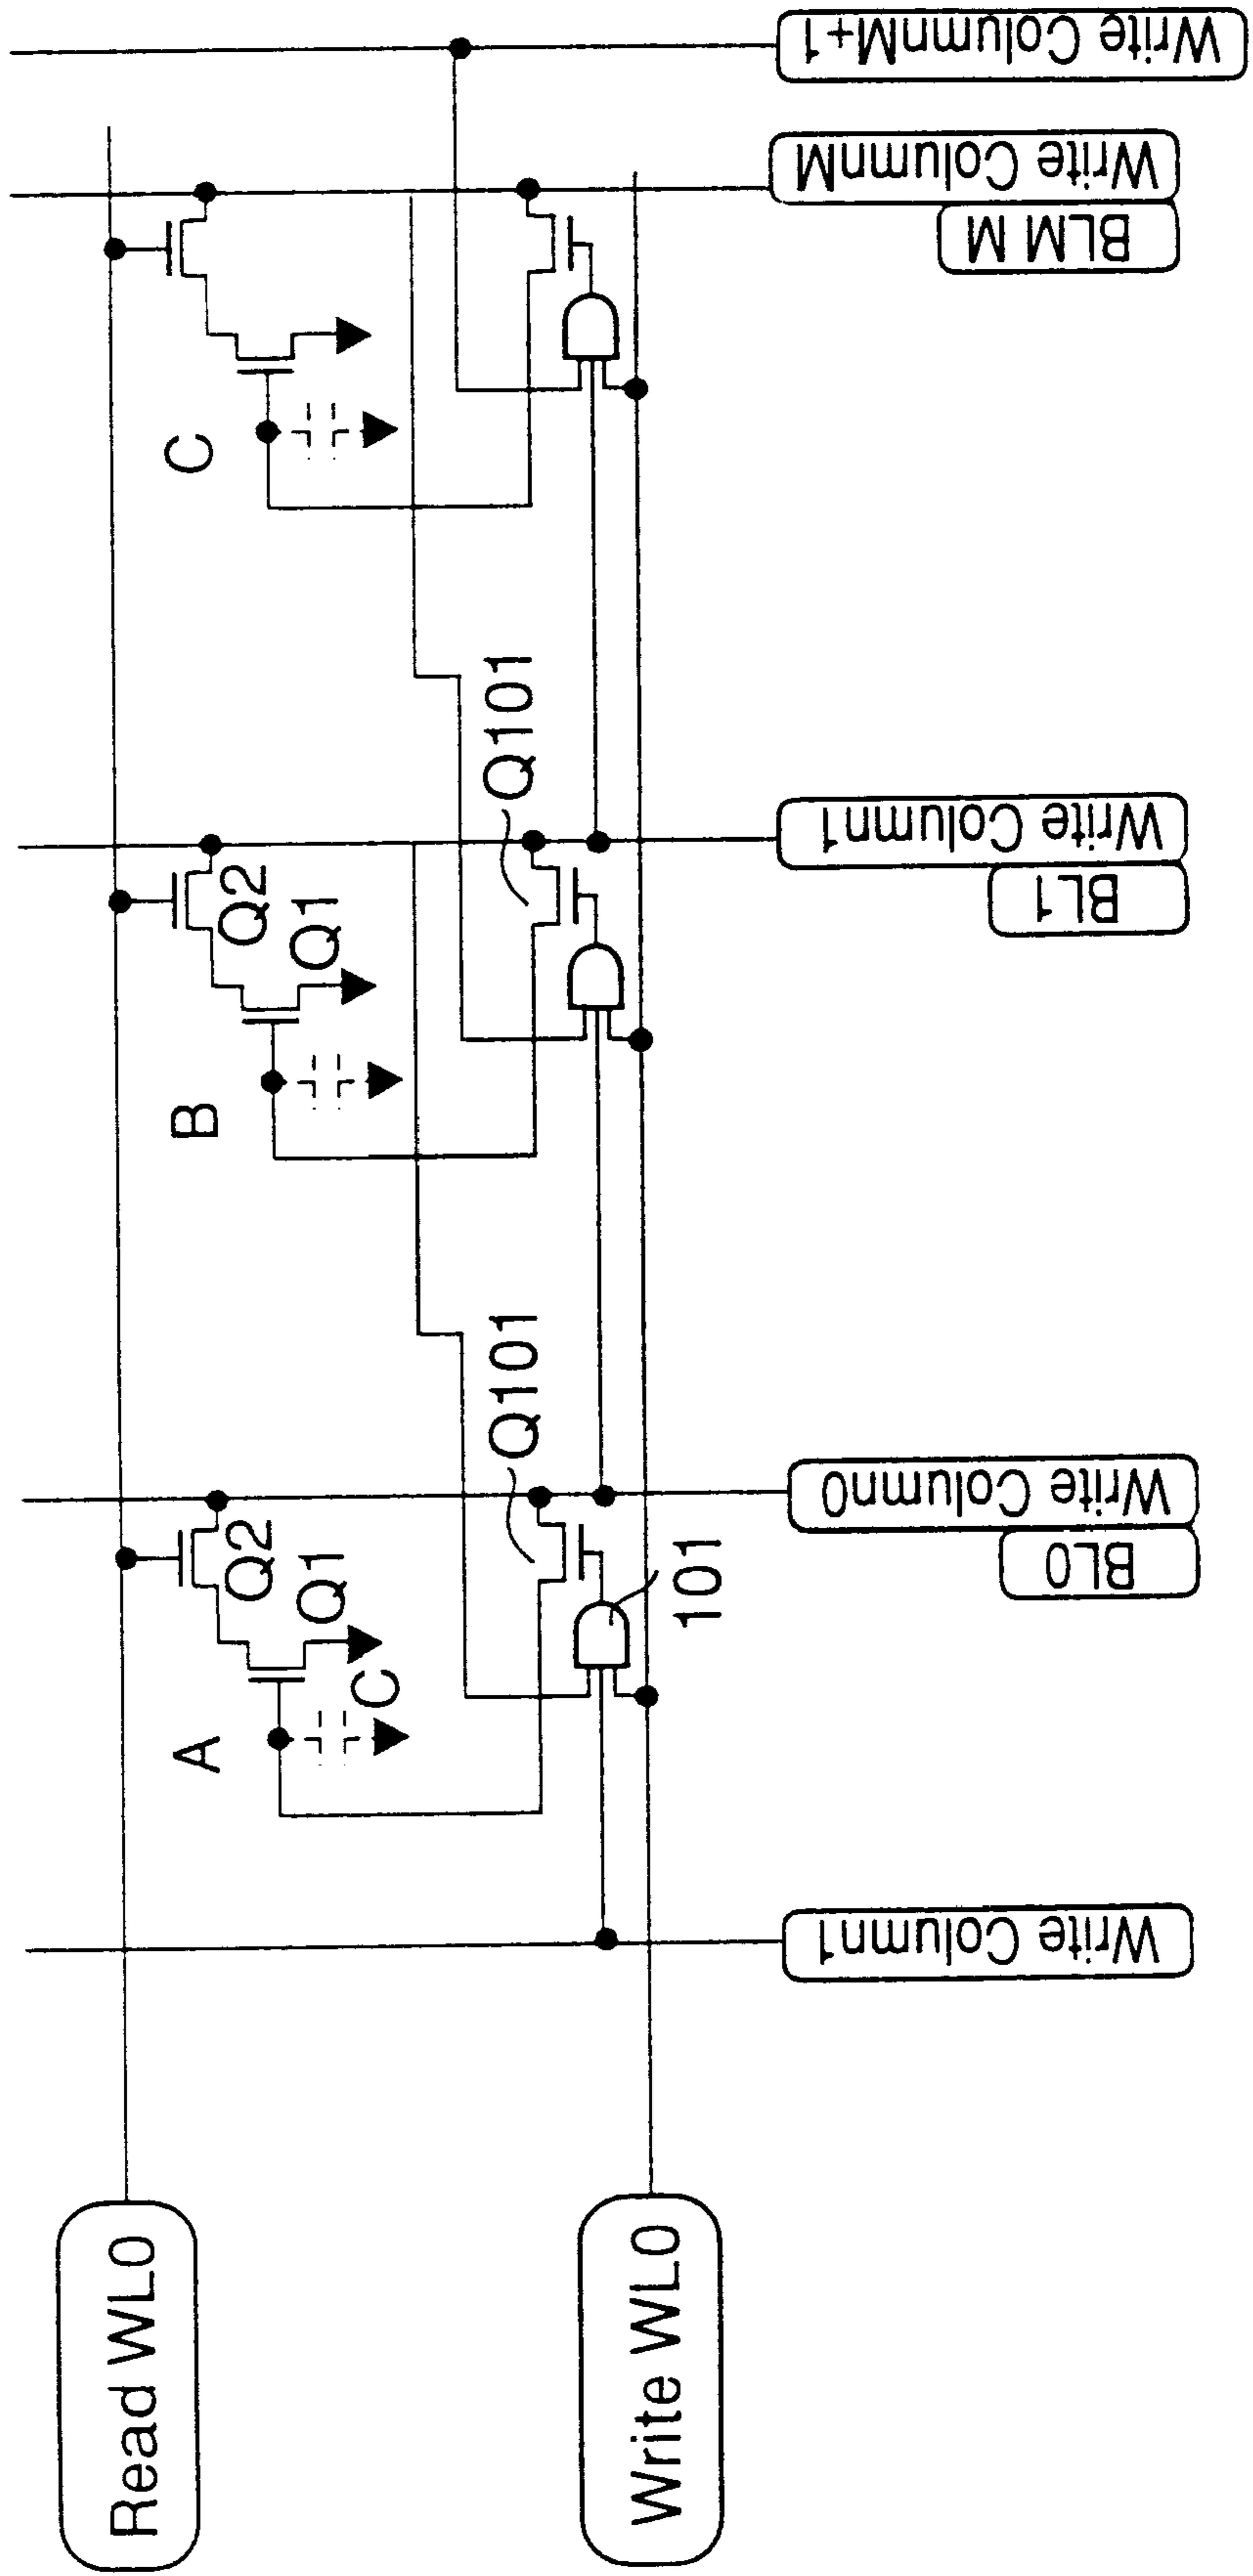 Read WL0
A
Q2
Q1
C
B
Q2
Q1
C
Q101
Q101
101
Write WL0
Write Column1
BL0
Write Column0
BL1
Write Column1
BLM M
Write ColumnM
Write ColumnM+1